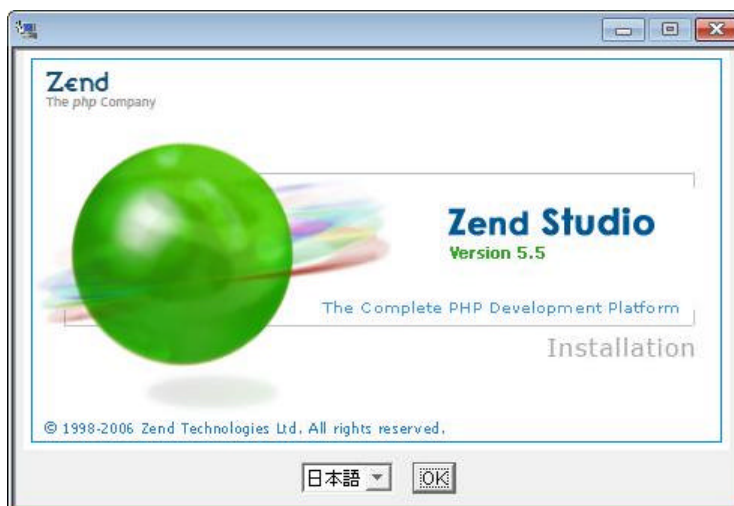 Zend
The php Company
Zend Studio
Version 5.5
The Complete PHP Development Platform
Installation
© 1998-2006 Zend Technologies Ltd. All rights reserved.
日本語
OK